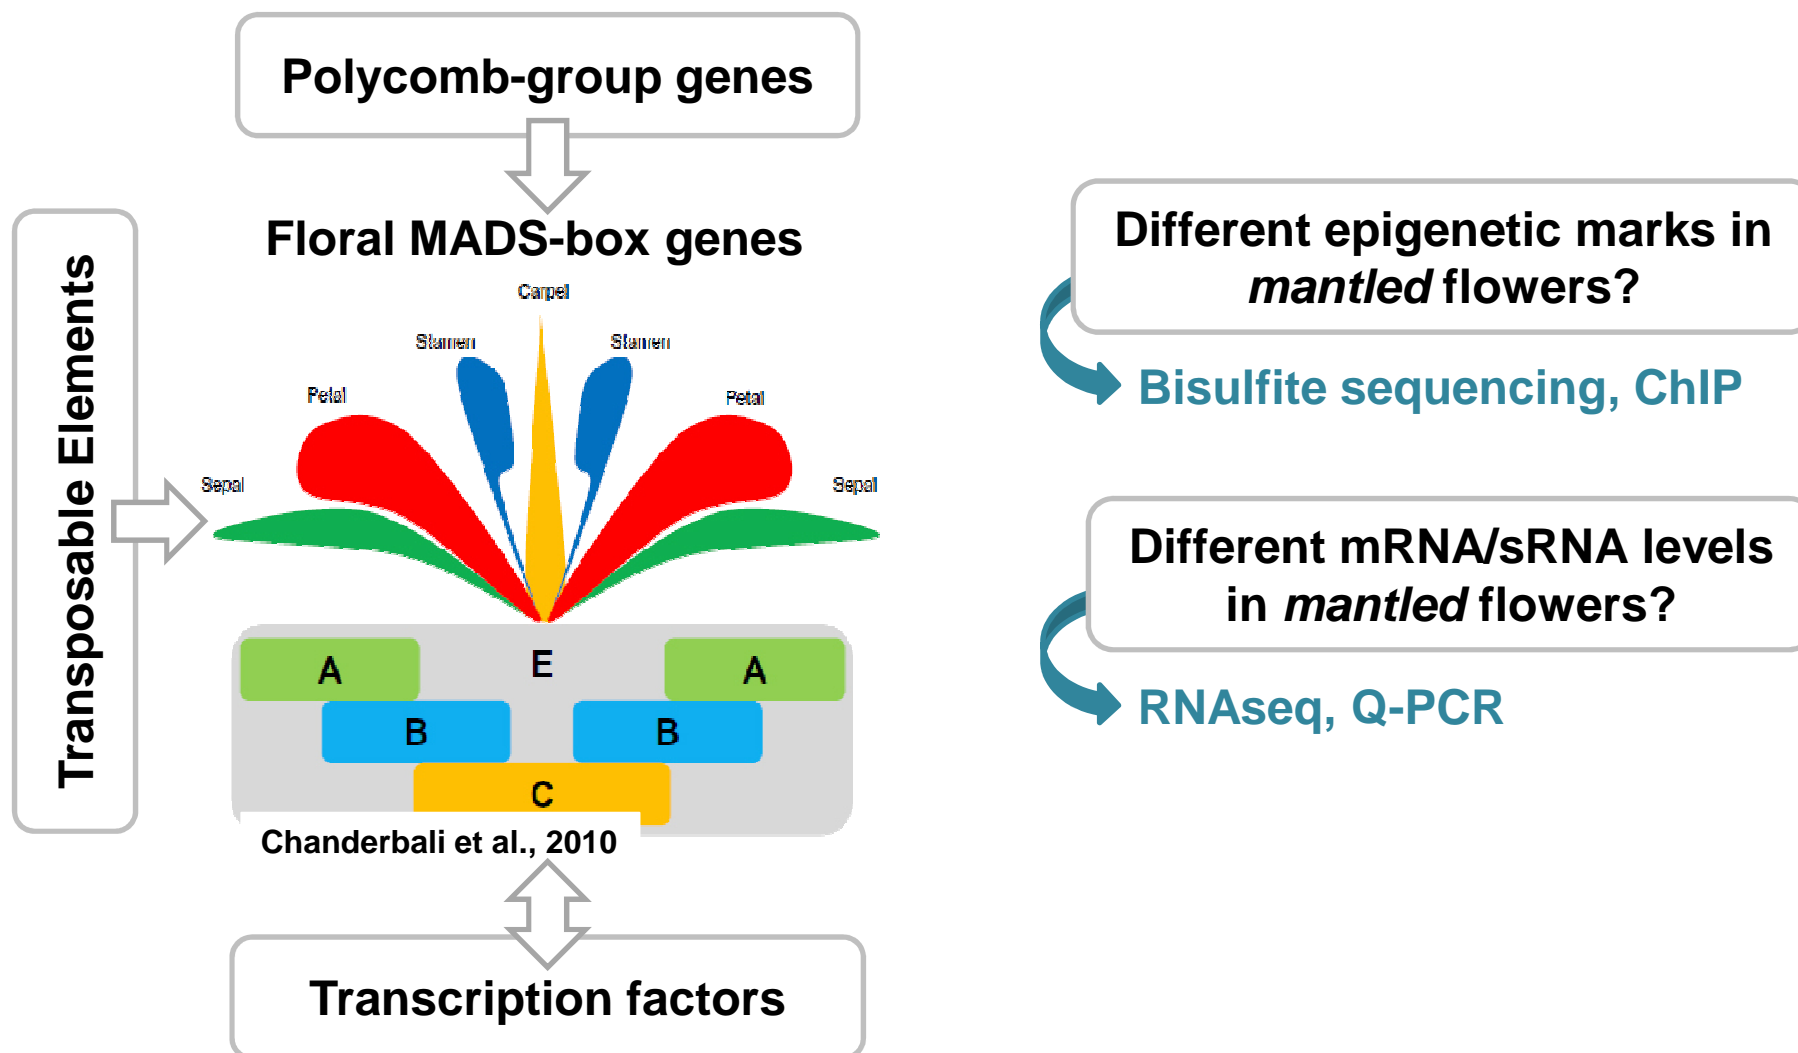 Polycomb-group genes
Transposable Elements
Floral MADS-box genes
Carpel
Stamen
Stamen
Petal
Petal
Sepal
Sepal
A
E
A
B
B
C
Chanderbali et al., 2010
Transcription factors
Different epigenetic marks in
mantled flowers?
Bisulfite sequencing, ChIP
Different mRNA/sRNA levels
in mantled flowers?
RNAseq, Q-PCR